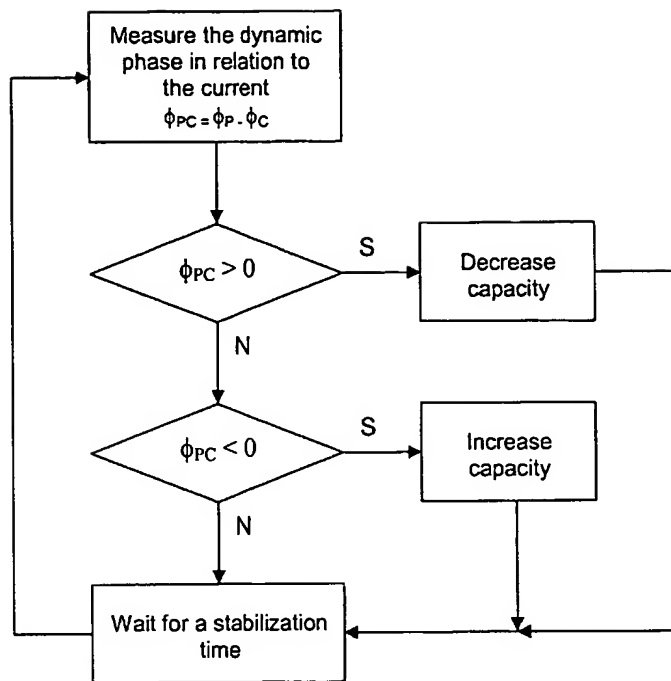 Measure the dynamic
phase in relation to
the current
ϕPC = ϕP - ϕC
ϕPC > 0
S
Decrease
capacity
N
ϕPC < 0
S
Increase
capacity
N
Wait for a stabilization
time